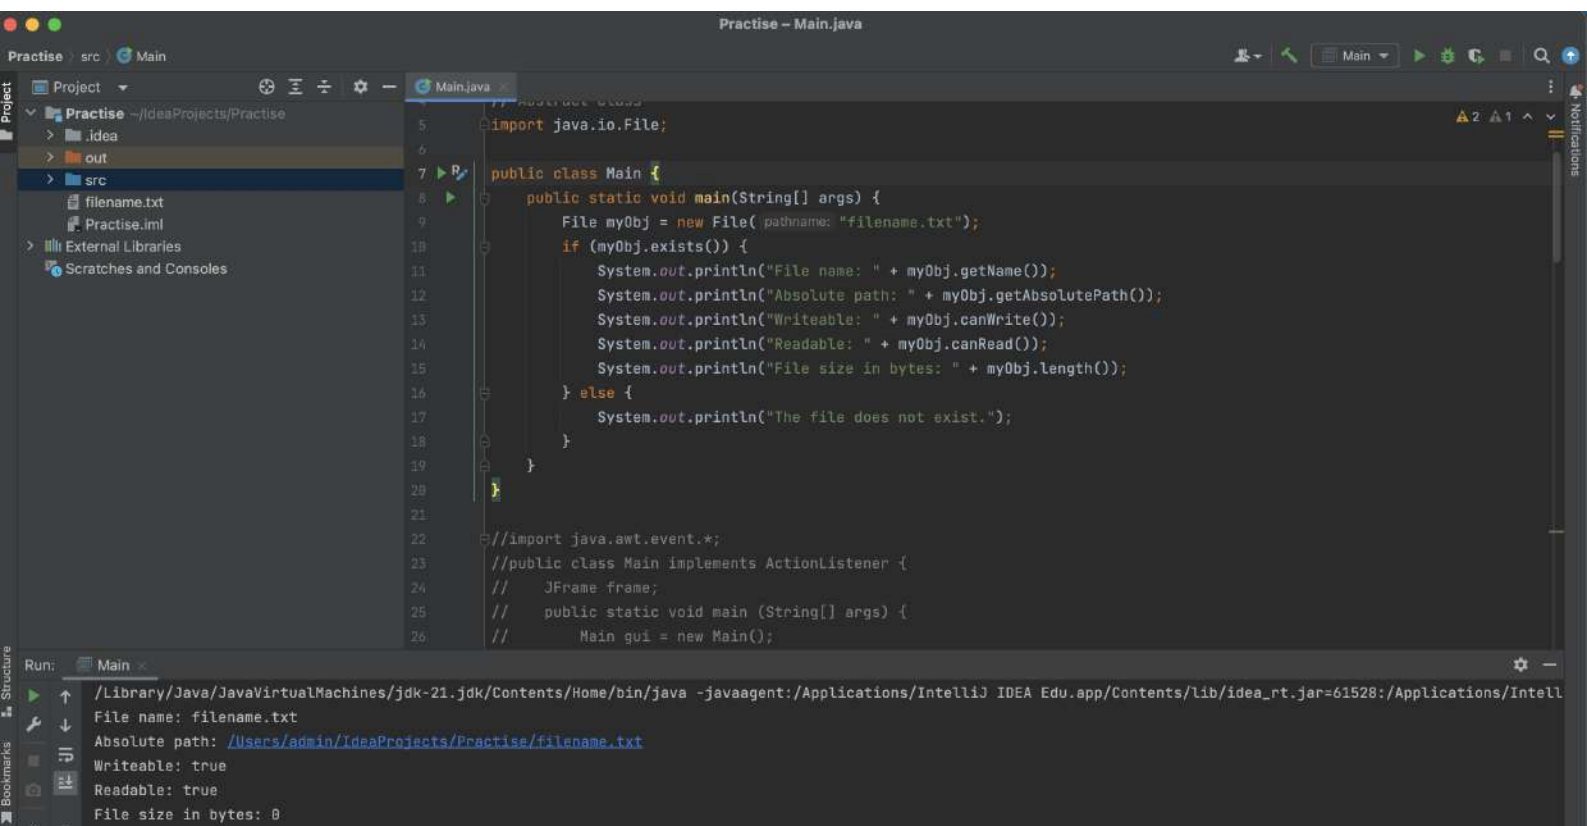 Practise – Main.java
Practise src Main
Main
Project
Main.java
Project
Practise ~/IdeaProjects/Practise
.idea
out
src
filename.txt
Practise.iml
External Libraries
Scratches and Consoles
// Abstract Class
5 import java.io.File;
6
7 public class Main {
8 public static void main(String[] args) {
9 File myObj = new File( pathname: "filename.txt");
10 if (myObj.exists()) {
11 System.out.println("File name: " + myObj.getName());
12 System.out.println("Absolute path: " + myObj.getAbsolutePath());
13 System.out.println("Writeable: " + myObj.canWrite());
14 System.out.println("Readable: " + myObj.canRead());
15 System.out.println("File size in bytes: " + myObj.length());
16 } else {
17 System.out.println("The file does not exist.");
18 }
19 }
20 }
21
22 //import java.awt.event.*;
23 //public class Main implements ActionListener {
24 // JFrame frame;
25 // public static void main (String[] args) {
26 // Main gui = new Main();
2 1
Notifications
Structure
Bookmarks
Run: Main
/Library/Java/JavaVirtualMachines/jdk-21.jdk/Contents/Home/bin/java -javaagent:/Applications/IntelliJ IDEA Edu.app/Contents/lib/idea_rt.jar=61528:/Applications/Intell
File name: filename.txt
Absolute path: /Users/admin/IdeaProjects/Practise/filename.txt
Writeable: true
Readable: true
File size in bytes: 0